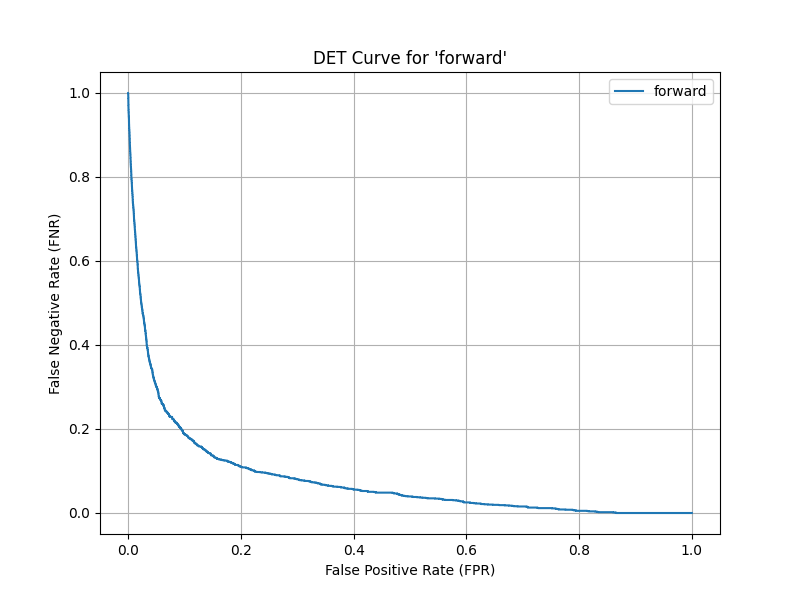 DET Curve for 'forward'
forward
1.0
0.8
0.6
0.4
0.2
0.0
False Negative Rate (FNR)
0.0 0.2 0.4 0.6 0.8 1.0
False Positive Rate (FPR)